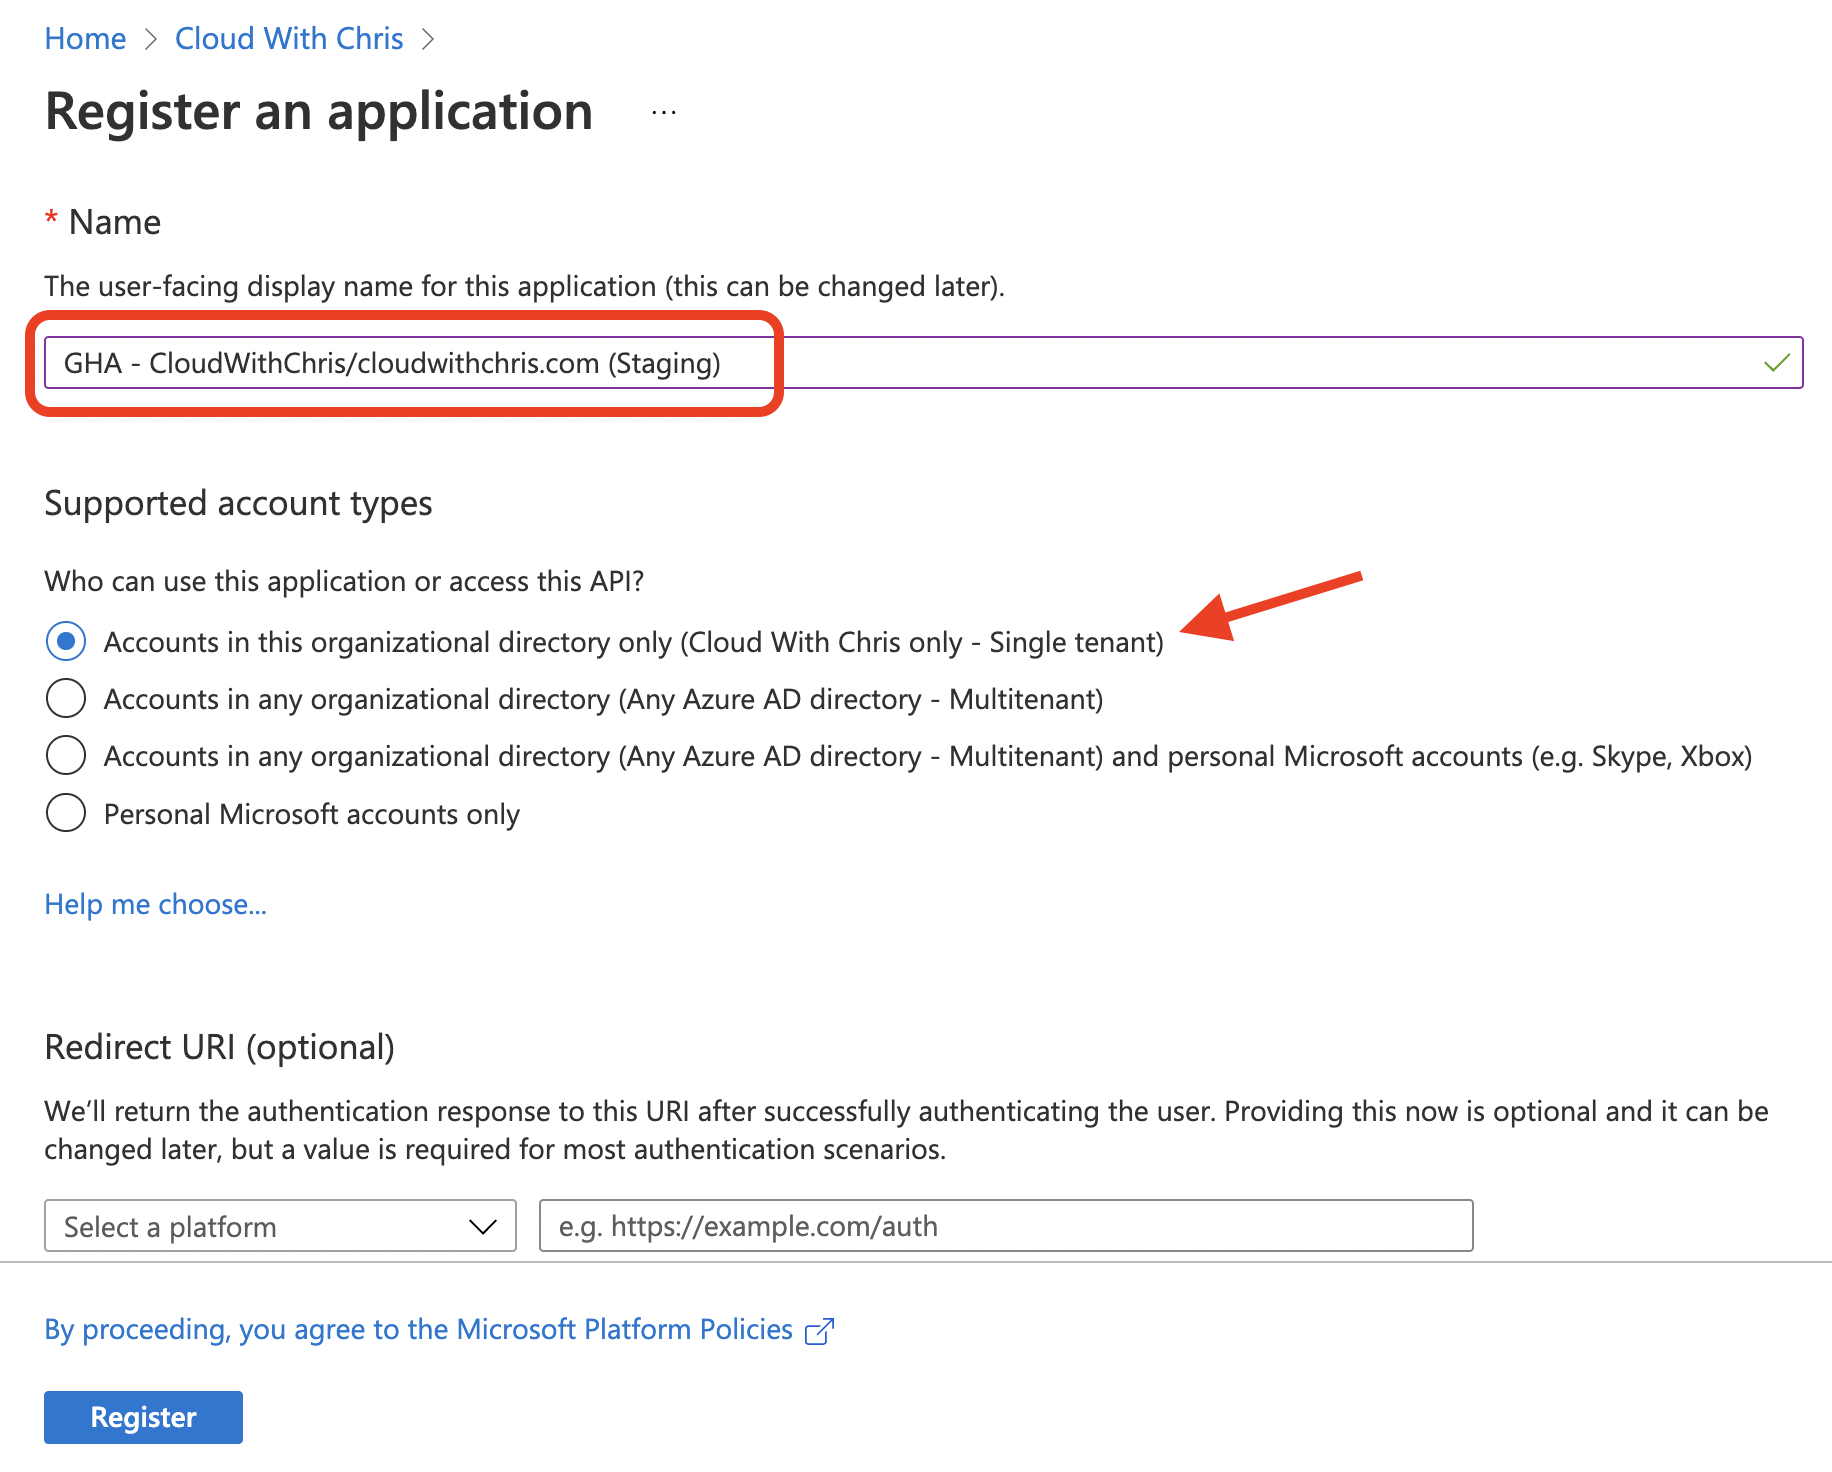 Home > Cloud With Chris >
Register an application ...
* Name
The user-facing display name for this application (this can be changed later).
GHA - CloudWithChris/cloudwithchris.com (Staging)
Supported account types
Who can use this application or access this API?
Accounts in this organizational directory only (Cloud With Chris only - Single tenant)
Accounts in any organizational directory (Any Azure AD directory - Multitenant)
Accounts in any organizational directory (Any Azure AD directory - Multitenant) and personal Microsoft accounts (e.g. Skype, Xbox)
Personal Microsoft accounts only
Help me choose...
Redirect URI (optional)
We’ll return the authentication response to this URI after successfully authenticating the user. Providing this now is optional and it can be
changed later, but a value is required for most authentication scenarios.
Select a platform e.g. https://example.com/auth
By proceeding, you agree to the Microsoft Platform Policies
Register